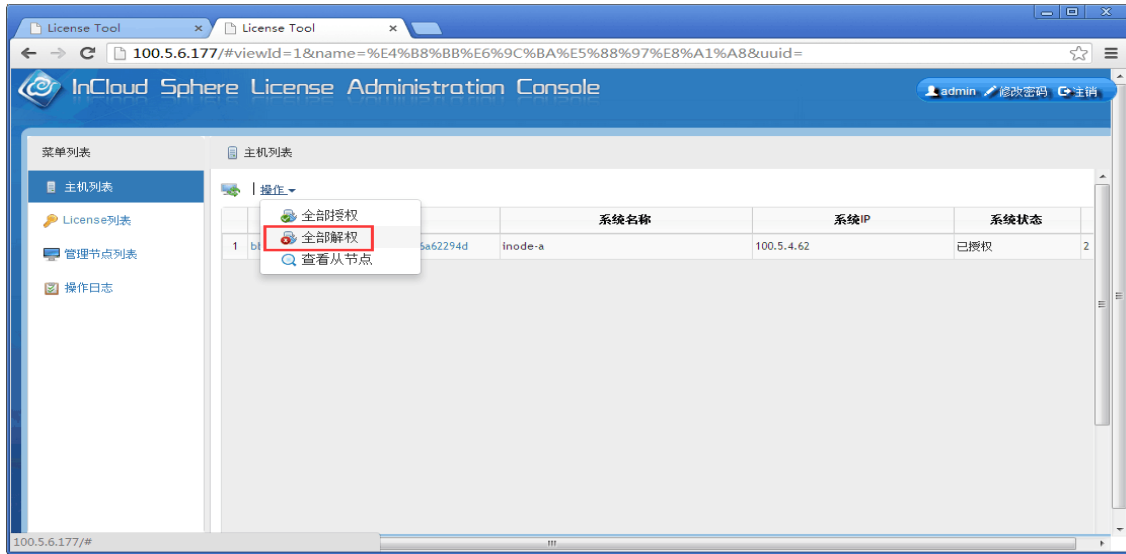 License Tool
License Tool
100.5.6.177/#viewId=1&name=%E4%B8%BB%E6%9C%BA%E5%88%97%E8%A1%A8&uuid=
InCloud Sphere License Administration Console
admin 修改密码 注销
菜单列表
主机列表
主机列表
操作
License列表
管理节点列表
操作日志
全部授权
全部解权
查看从节点
系统名称 系统IP 系统状态
1 6a62294d inode-a 100.5.4.62 已授权 2
100.5.6.177/#